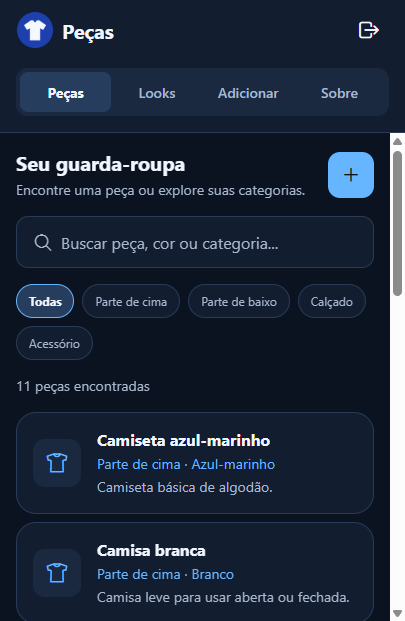 Peças
Peças Looks Adicionar Sobre
Seu guarda-roupa
Encontre uma peça ou explore suas categorias.
Buscar peça, cor ou categoria...
Todas Parte de cima Parte de baixo Calçado
Acessório
11 peças encontradas
Camiseta azul-marinho
Parte de cima · Azul-marinho
Camiseta básica de algodão.
Camisa branca
Parte de cima · Branco
Camisa leve para usar aberta ou fechada.